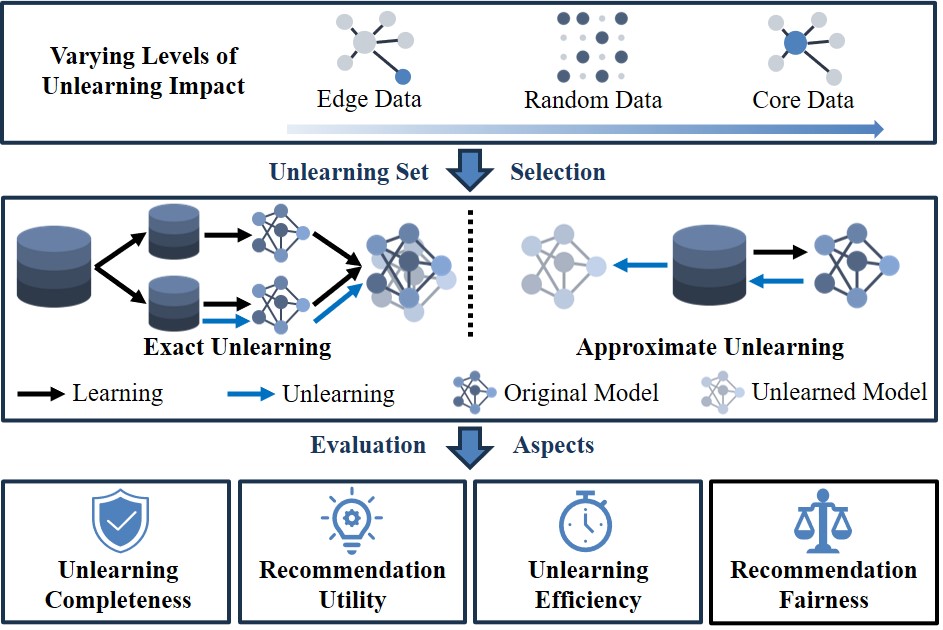 Varying Levels of
Unlearning Impact
Edge Data
Random Data
Core Data
Unlearning Set Selection
Exact Unlearning
Approximate Unlearning
Learning
Unlearning
Original Model
Unlearned Model
Evaluation Aspects
Unlearning
Completeness
Recommendation
Utility
Unlearning
Efficiency
Recommendation
Fairness